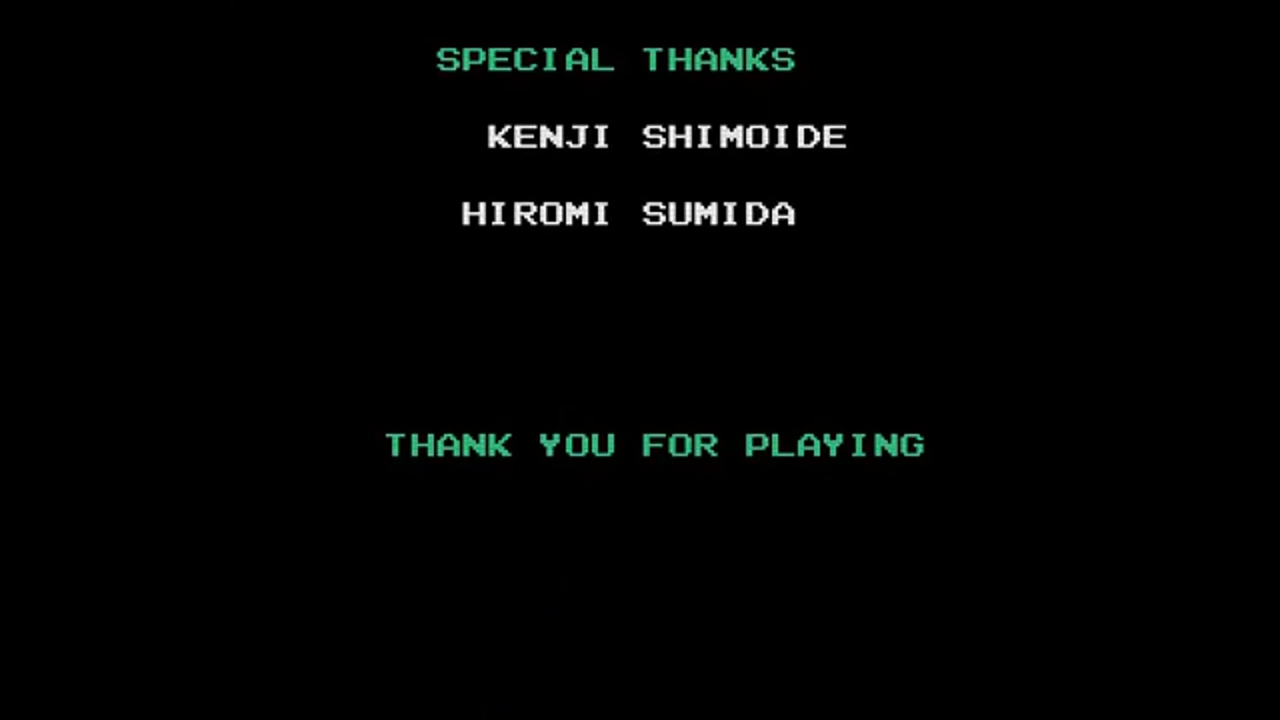 SPECIAL THANKS
KENJI SHIMOIDE
HIROMI SUMIDA
THANK YOU FOR PLAYING